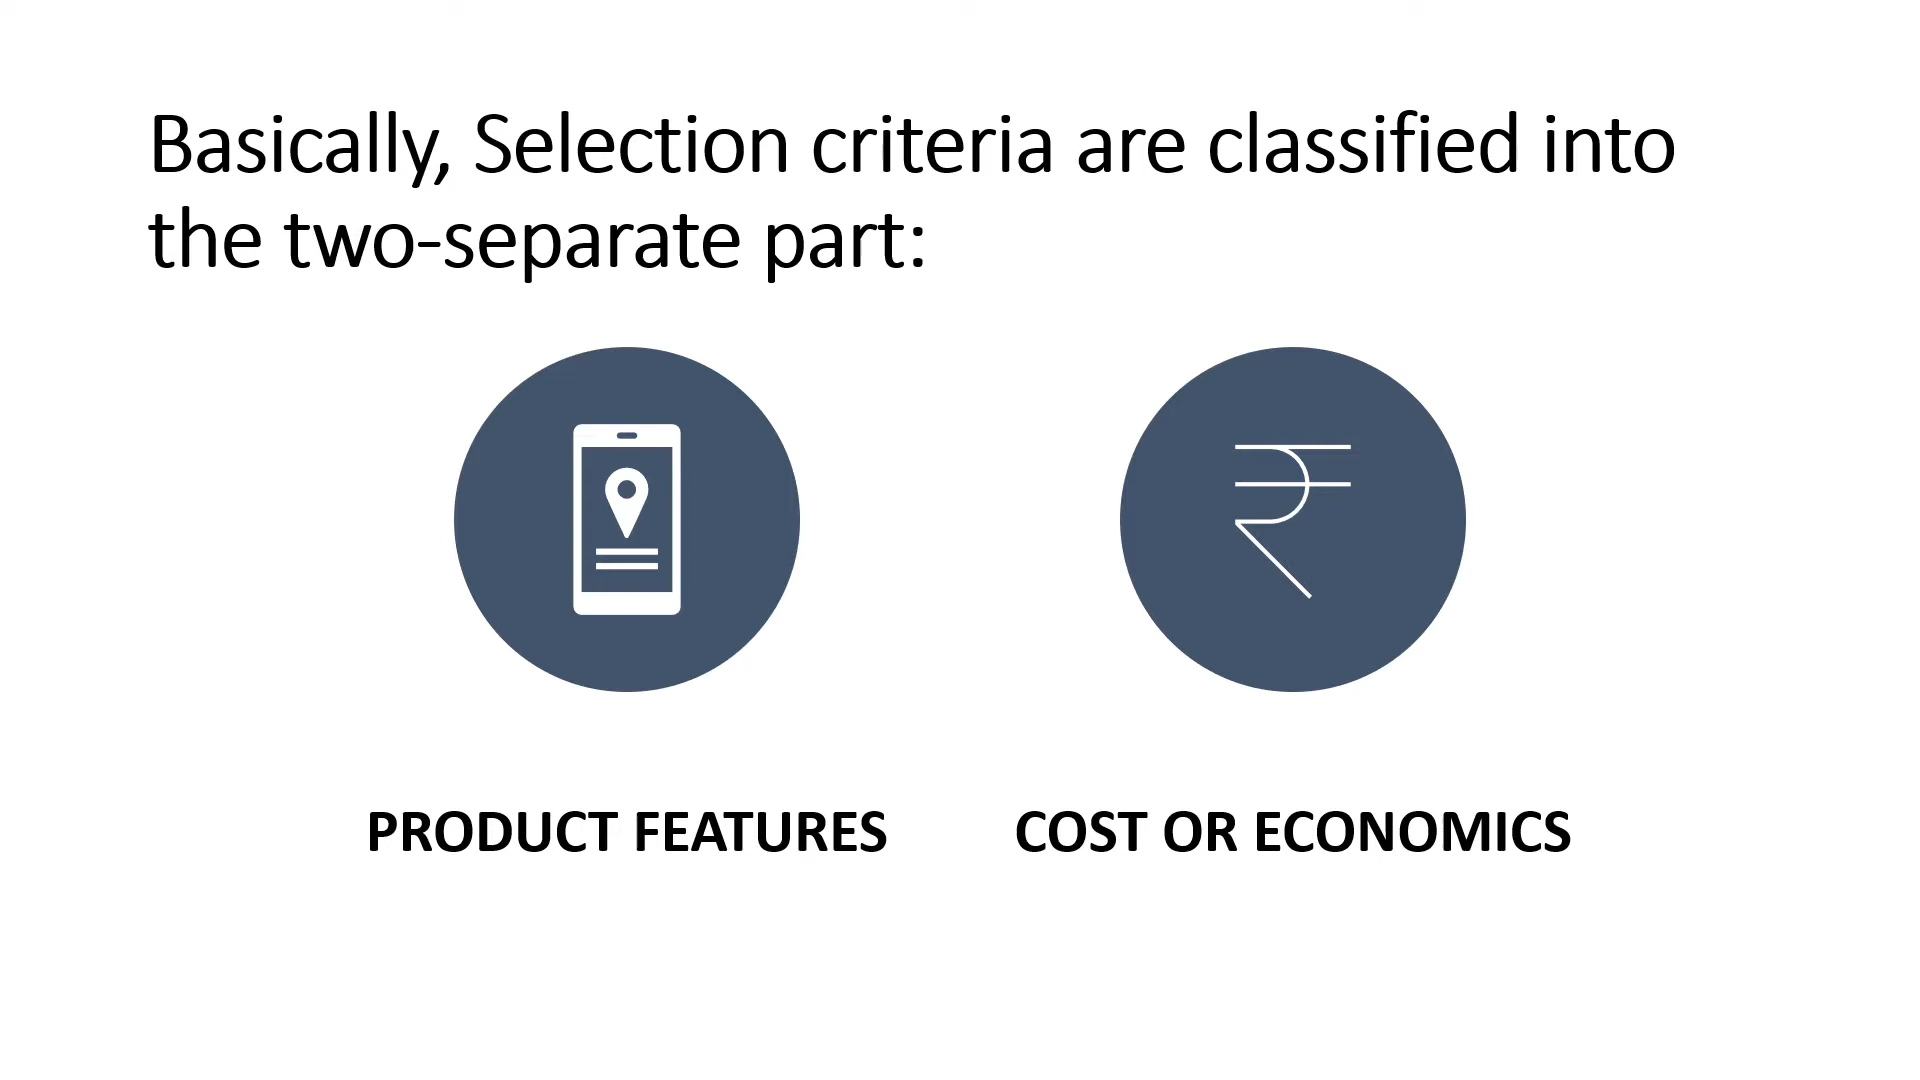 Basically, Selection criteria are classified into
the two-separate part:
PRODUCT FEATURES
COST OR ECONOMICS